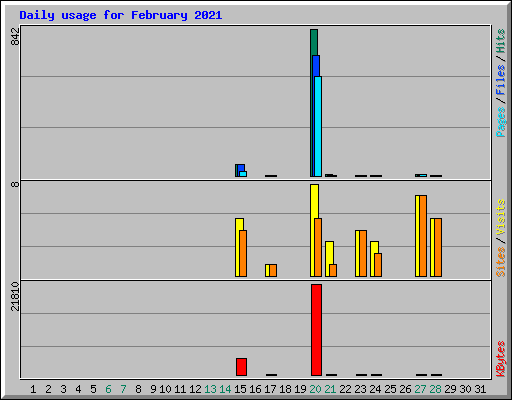 Daily usage for February 2021
842
Pages / Files / Hits
8
Sites / Visits
21810
KBytes
1 2 3 4 5 6 7 8 9 10 11 12 13 14 15 16 17 18 19 20 21 22 23 24 25 26 27 28 29 30 31